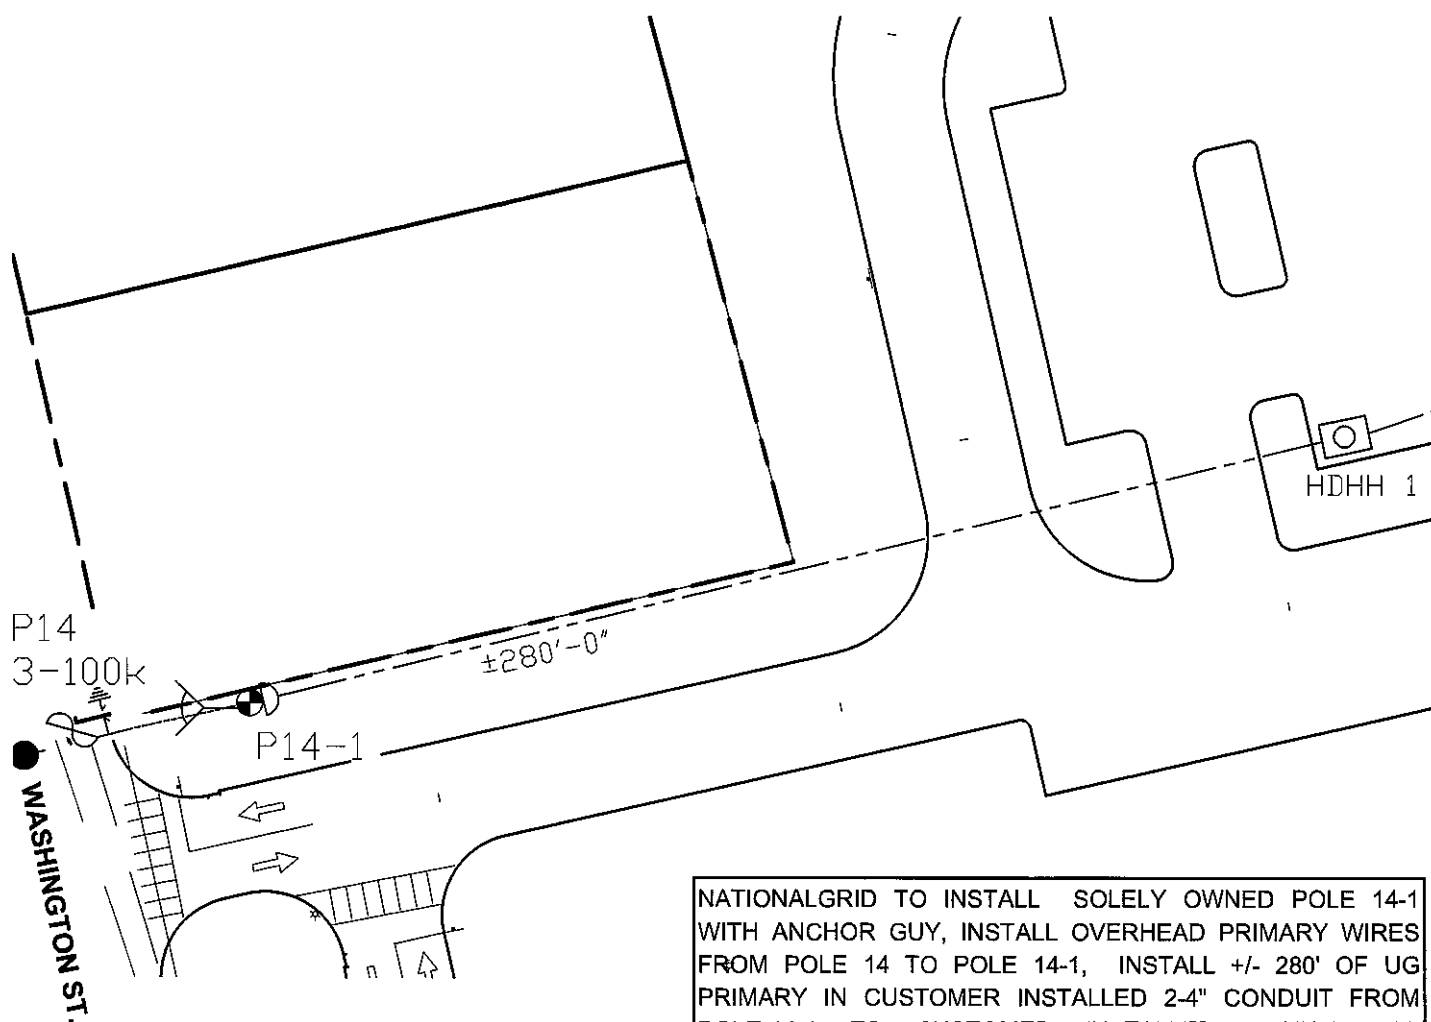 HDHH 1
P14
3-100k
±280'-0"
P14-1
WASHINGTON ST.
NATIONALGRID TO INSTALL SOLELY OWNED POLE 14-1
WITH ANCHOR GUY, INSTALL OVERHEAD PRIMARY WIRES
FROM POLE 14 TO POLE 14-1, INSTALL +/- 280' OF UG
PRIMARY IN CUSTOMER INSTALLED 2-4" CONDUIT FROM